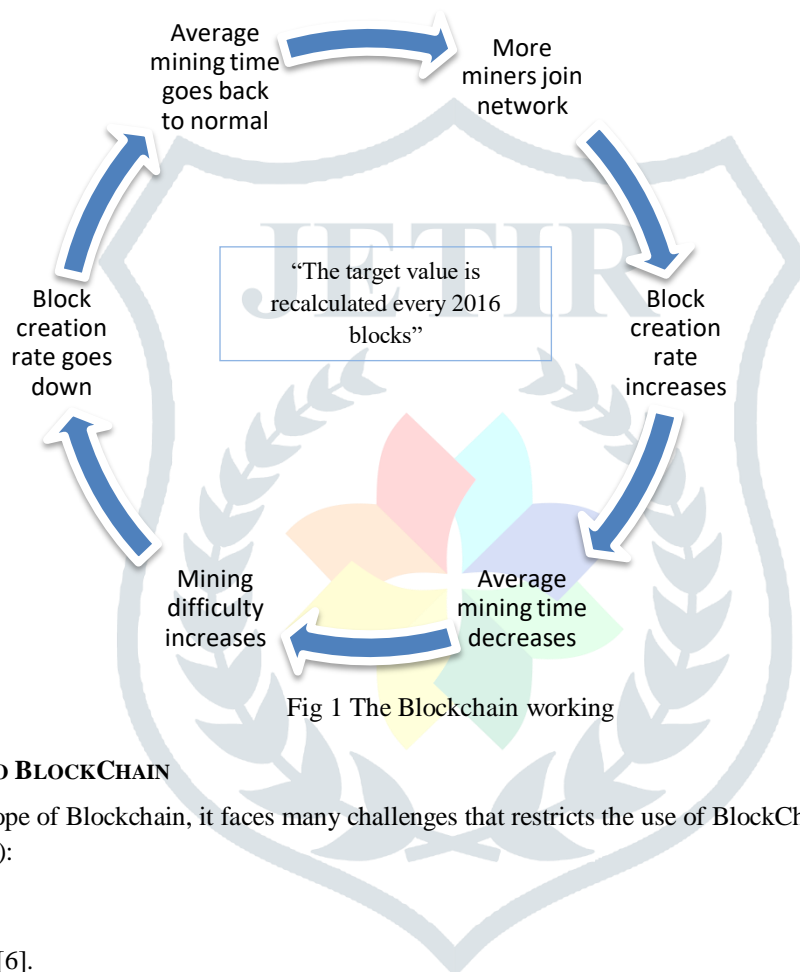 Average
mining time
goes back
to normal
More
miners join
network
Block
creation
rate
increases
Average
mining time
decreases
Mining
difficulty
increases
Block
creation
rate goes
down
JETIR
“The target value is
recalculated every 2016
blocks”
Fig 1 The Blockchain working
BLOCKCHAIN
of Blockchain, it faces many challenges that restricts the use of
):
[6].